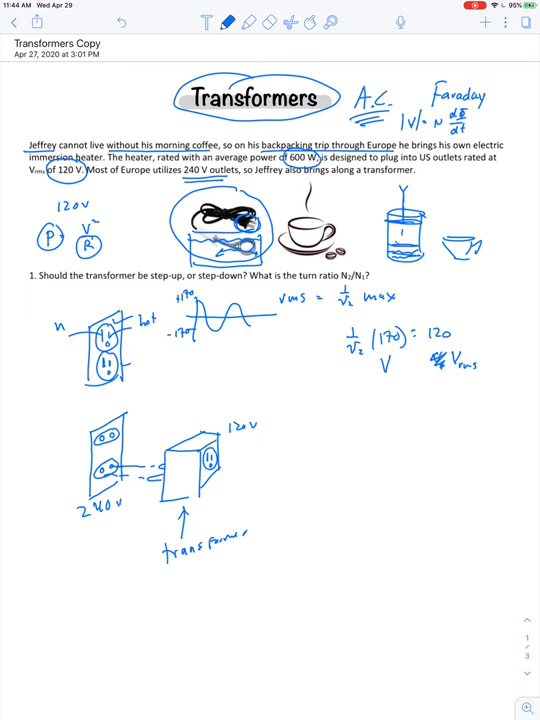 11:44 AM Wed Apr 29
95%
Transformers Copy
Apr 27, 2020 at 3:01 PM
Transformers
A.C.
Faraday
|V| = N dΦ/dt
Jeffrey cannot live without his morning coffee, so on his backpacking trip through Europe he brings his own electric
immersion heater. The heater, rated with an average power of 600 W, is designed to plug into US outlets rated at
Vrms of 120 V. Most of Europe utilizes 240 V outlets, so Jeffrey also brings along a transformer.
120V
P = V²/R
1. Should the transformer be step-up, or step-down? What is the turn ratio N₂/N₁?
n
hot
+170
-170
rms = 1/√2 max
1/√2 (170) = 120
V
Vrms
120V
240V
transformer
1
/
3